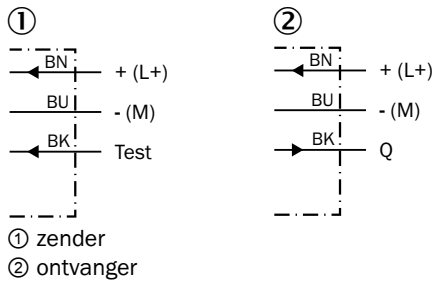 ① ②
BN + (L+) BN + (L+)
BU - (M) BU - (M)
BK Test BK Q
① zender
② ontvanger